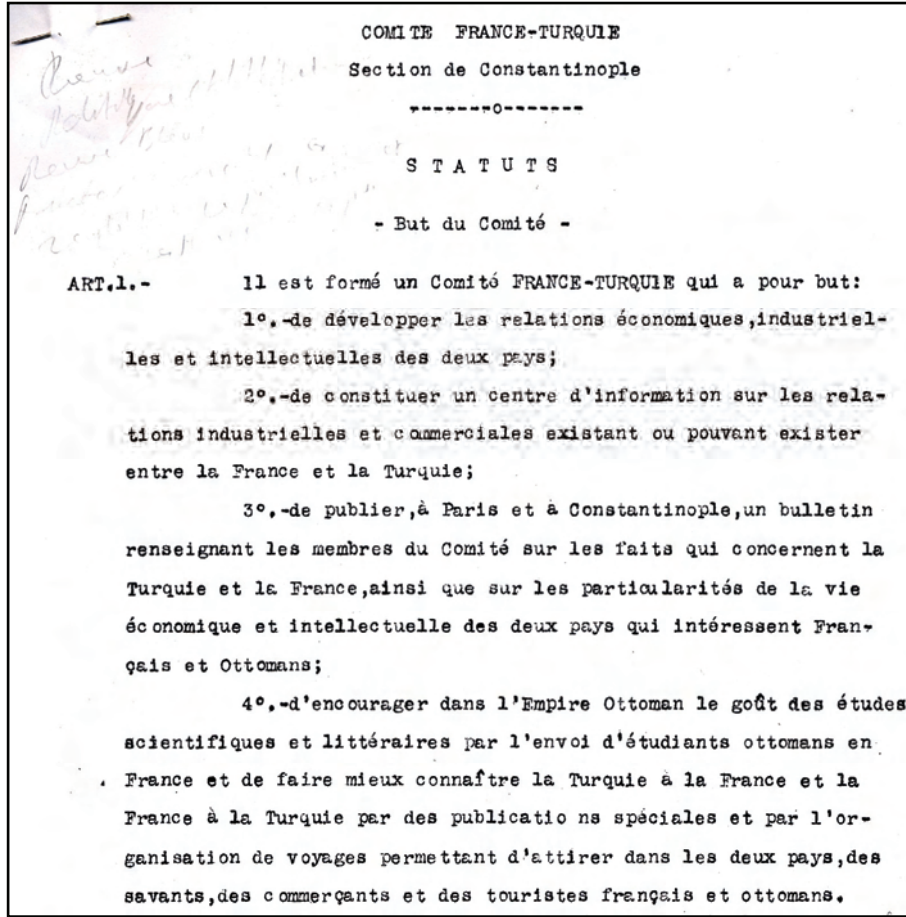 COMITE FRANCE-TURQU1E
Section de Constantinople
--------o-------
S T A T U T S
- But du Comité -
ART.1.- 11 est formé un Comité FRANCE-TURQU1E qui a pour but:
1°.-de développer les relations économiques,industriel-
les et intellectuelles des deux pays;
2°.-de constituer un centre d'information sur les rela-
tions industrielles et commerciales existant ou pouvant exister
entre la France et la Turquie;
3°.-de publier,à Paris et à Constantinople,un bulletin
renseignant les membres du Comité sur les faits qui concernent la
Turquie et la France,ainsi que sur les particularités de la vie
économique et intellectuelle des deux pays qui intéressent Fran-
çais et Ottomans;
4°.-d'encourager dans l'Empire Ottoman le goût des études
scientifiques et littéraires par l'envoi d'étudiants ottomans en
France et de faire mieux connaître la Turquie à la France et la
France à la Turquie par des publicatio ns spéciales et par l'or-
ganisation de voyages permettant d'attirer dans les deux pays,des
savants,des commerçants et des touristes français et ottomans.